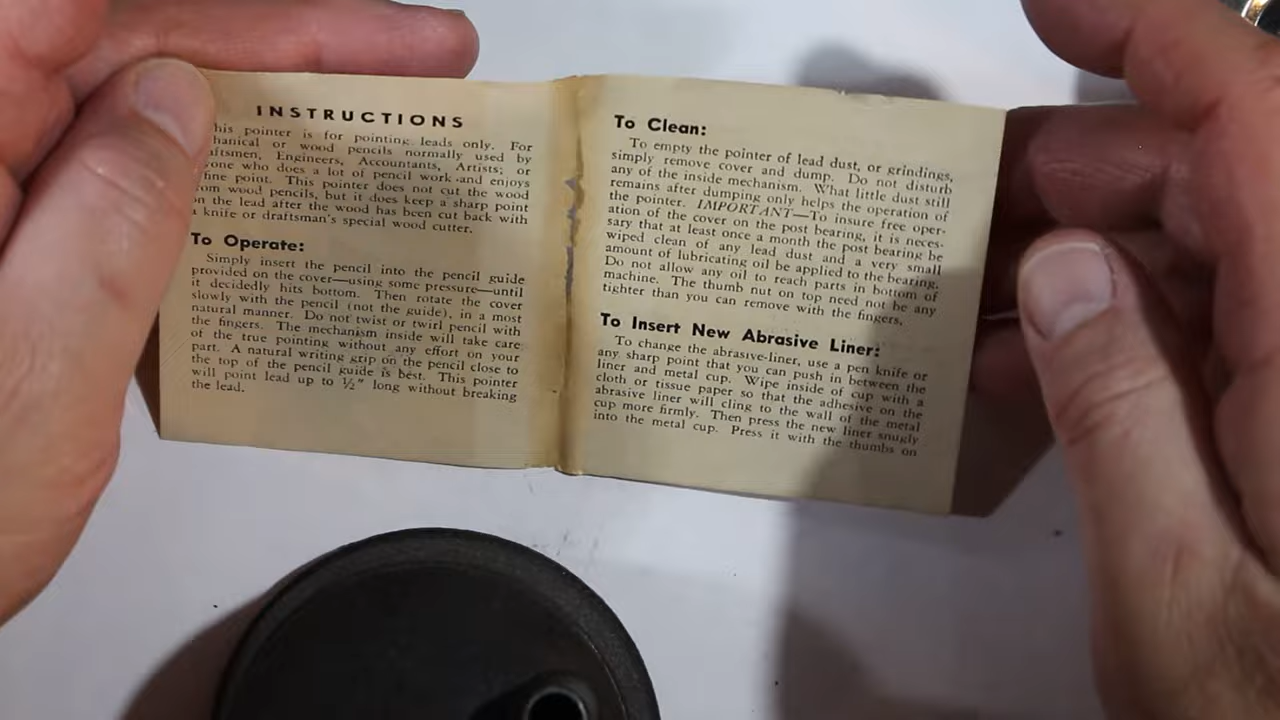 INSTRUCTIONS
his pointer is for pointing leads only. For
hanical or wood pencils normally used by
aftsmen, Engineers, Accountants, Artists; or
yone who does a lot of pencil work and enjoys
fine point. This pointer does not cut the wood
om wood pencils, but it does keep a sharp point
on the lead after the wood has been cut back with
a knife or draftsman's special wood cutter.
To Operate:
Simply insert the pencil into the pencil guide
provided on the cover—using some pressure—until
it decidedly hits bottom. Then rotate the cover
slowly with the pencil (not the guide), in a most
natural manner. Do not twist or twirl pencil with
the fingers. The mechanism inside will take care
of the true pointing without any effort on your
part. A natural writing grip on the pencil close to
the top of the pencil guide is best. This pointer
will point lead up to ½" long without breaking
the lead.
To Clean:
To empty the pointer of lead dust, or grindings,
simply remove cover and dump. Do not disturb
any of the inside mechanism. What little dust still
remains after dumping only helps the operation of
the pointer. IMPORTANT—To insure free oper-
ation of the cover on the post bearing, it is neces-
sary that at least once a month the post bearing be
wiped clean of any lead dust and a very small
amount of lubricating oil be applied to the bearing.
Do not allow any oil to reach parts in bottom of
machine. The thumb nut on top need not be any
tighter than you can remove with the fingers.
To Insert New Abrasive Liner:
To change the abrasive-liner, use a pen knife or
any sharp point that you can push in between the
liner and metal cup. Wipe inside of cup with a
cloth or tissue paper so that the adhesive on the
abrasive liner will cling to the wall of the metal
cup more firmly. Then press the new liner snugly
into the metal cup. Press it with the thumbs on